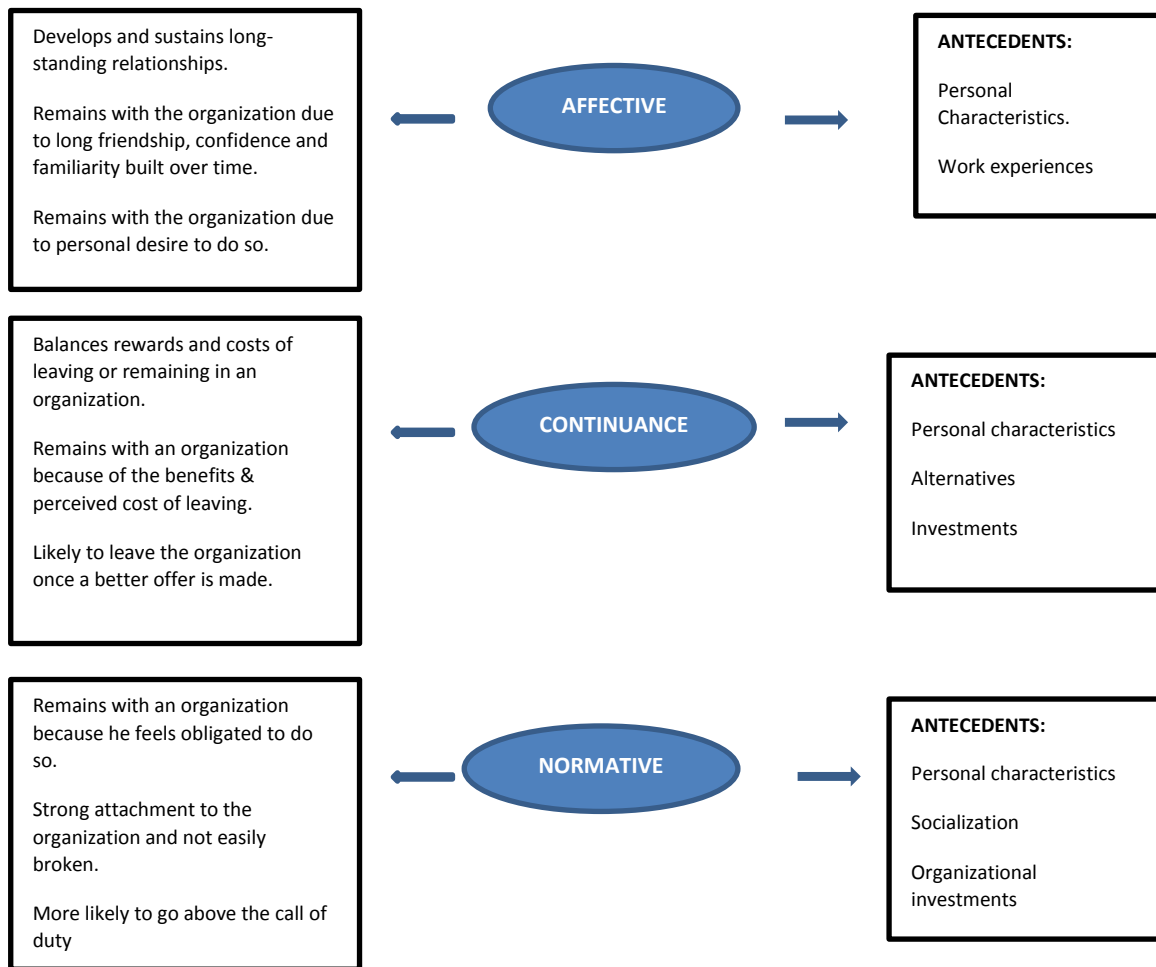 Develops and sustains long-
standing relationships.
Remains with the organization due
to long friendship, confidence and
familiarity built over time.
Remains with the organization due
to personal desire to do so.
AFFECTIVE
ANTECEDENTS:
Personal
Characteristics.
Work experiences
Balances rewards and costs of
leaving or remaining in an
organization.
Remains with an organization
because of the benefits &
perceived cost of leaving.
Likely to leave the organization
once a better offer is made.
CONTINUANCE
ANTECEDENTS:
Personal characteristics
Alternatives
Investments
Remains with an organization
because he feels obligated to do
so.
Strong attachment to the
organization and not easily
broken.
More likely to go above the call of
duty
NORMATIVE
ANTECEDENTS:
Personal characteristics
Socialization
Organizational
investments